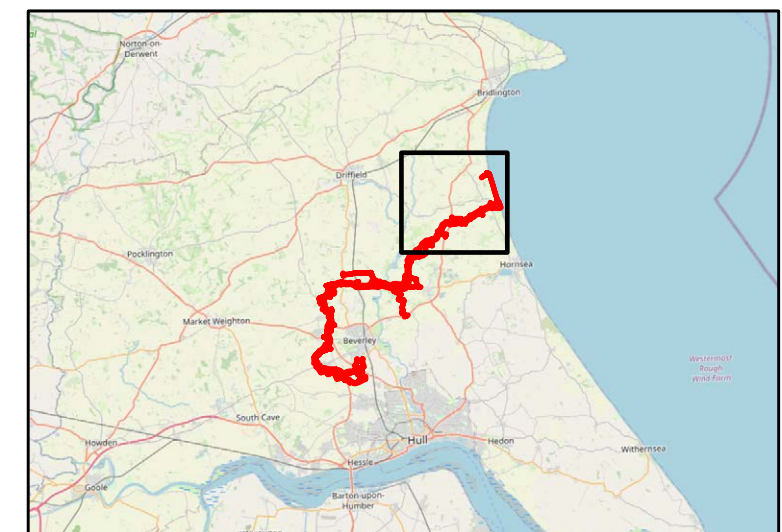 al
Norton-on-
Derwent
Bridlington
Driffield
Pocklington
Hornsea
Market Weighton
Beverley
Westermost
Rough
Wind Farm
South Cave
Howden
Hull
Hedon
Withernsea
Hessle
Goole
Barton-upon-
Humber